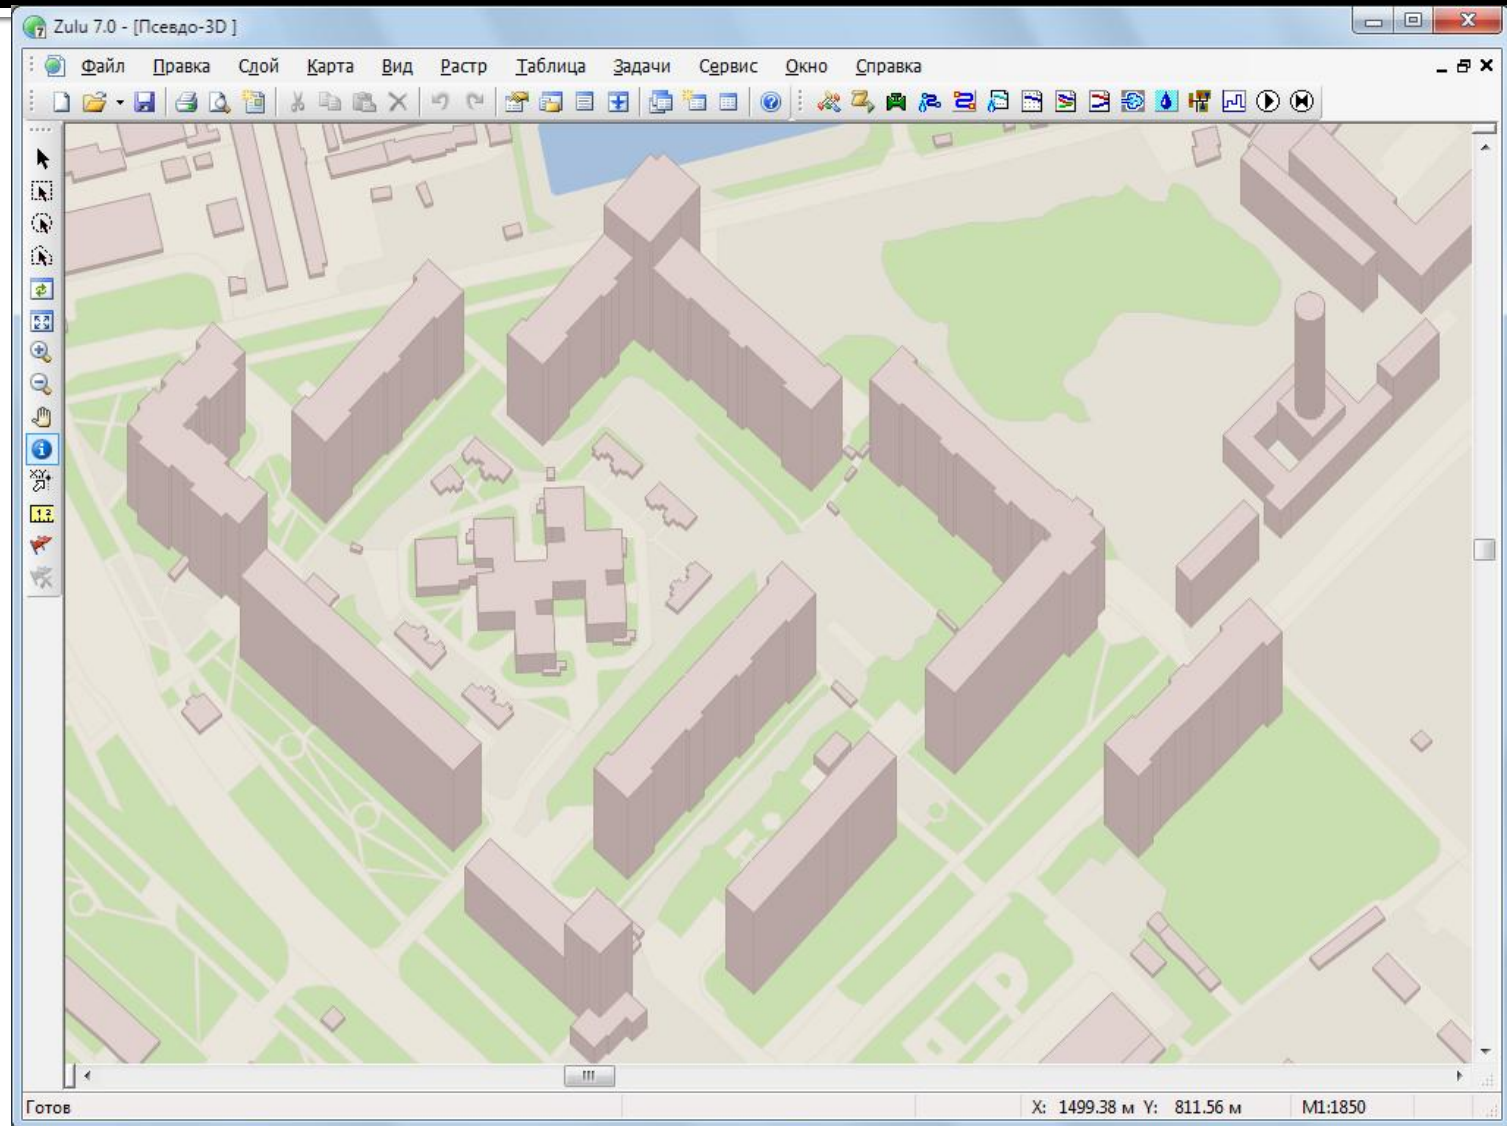 Zulu 7.0 - [Псевдо-3D ]
Файл Правка Слой Карта Вид Растр Таблица Задачи Сервис Окно Справка
Готов X: 1499.38 м Y: 811.56 м М1:1850